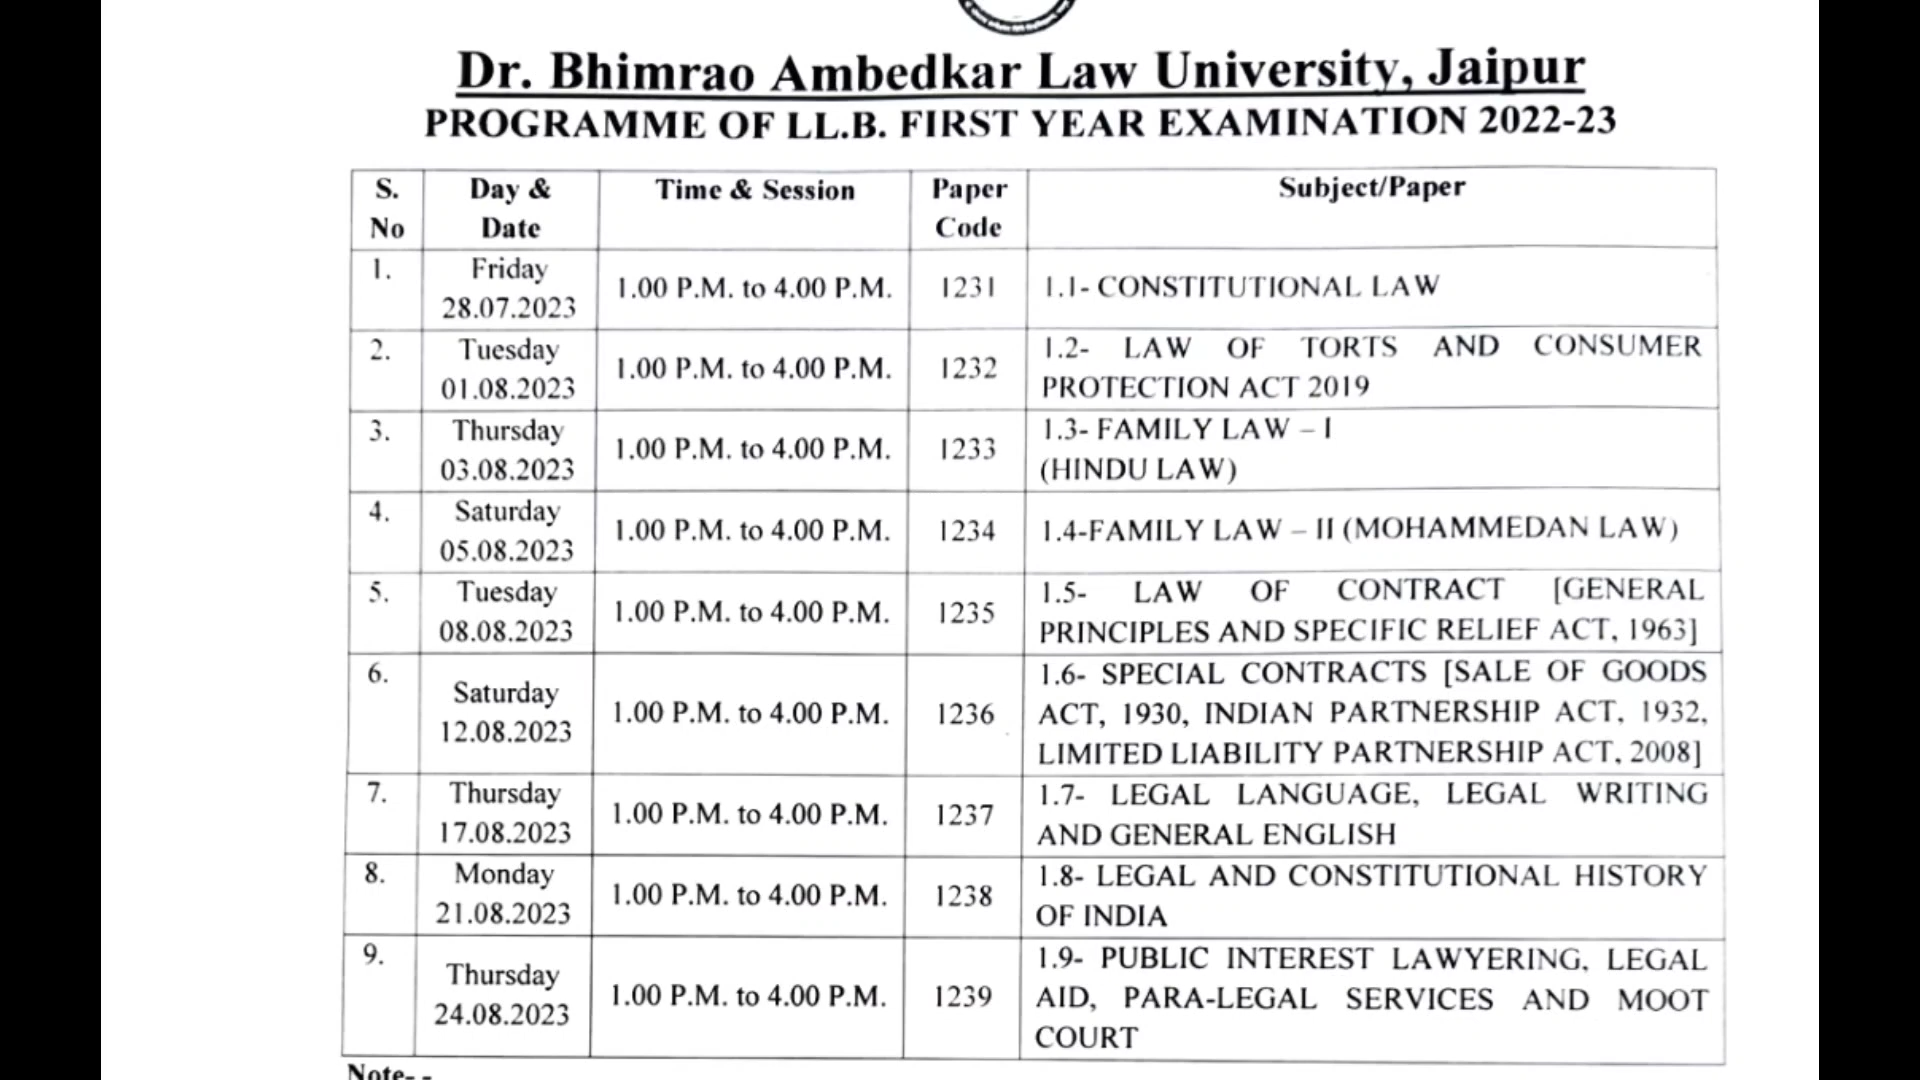 Dr. Bhimrao Ambedkar Law University, Jaipur
PROGRAMME OF LL.B. FIRST YEAR EXAMINATION 2022-23
S. No | Day & Date | Time & Session | Paper Code | Subject/Paper
1. | Friday 28.07.2023 | 1.00 P.M. to 4.00 P.M. | 1231 | 1.1- CONSTITUTIONAL LAW
2. | Tuesday 01.08.2023 | 1.00 P.M. to 4.00 P.M. | 1232 | 1.2- LAW OF TORTS AND CONSUMER PROTECTION ACT 2019
3. | Thursday 03.08.2023 | 1.00 P.M. to 4.00 P.M. | 1233 | 1.3- FAMILY LAW – I (HINDU LAW)
4. | Saturday 05.08.2023 | 1.00 P.M. to 4.00 P.M. | 1234 | 1.4-FAMILY LAW – II (MOHAMMEDAN LAW)
5. | Tuesday 08.08.2023 | 1.00 P.M. to 4.00 P.M. | 1235 | 1.5- LAW OF CONTRACT [GENERAL PRINCIPLES AND SPECIFIC RELIEF ACT, 1963]
6. | Saturday 12.08.2023 | 1.00 P.M. to 4.00 P.M. | 1236 | 1.6- SPECIAL CONTRACTS [SALE OF GOODS ACT, 1930, INDIAN PARTNERSHIP ACT, 1932, LIMITED LIABILITY PARTNERSHIP ACT, 2008]
7. | Thursday 17.08.2023 | 1.00 P.M. to 4.00 P.M. | 1237 | 1.7- LEGAL LANGUAGE, LEGAL WRITING AND GENERAL ENGLISH
8. | Monday 21.08.2023 | 1.00 P.M. to 4.00 P.M. | 1238 | 1.8- LEGAL AND CONSTITUTIONAL HISTORY OF INDIA
9. | Thursday 24.08.2023 | 1.00 P.M. to 4.00 P.M. | 1239 | 1.9- PUBLIC INTEREST LAWYERING, LEGAL AID, PARA-LEGAL SERVICES AND MOOT COURT
Note- -